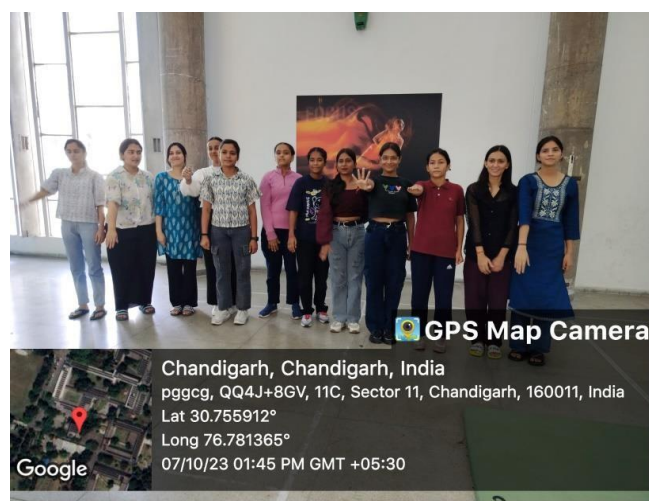 GPS Map Camera
Chandigarh, Chandigarh, India
pggcg, QQ4J+8GV, 11C, Sector 11, Chandigarh, 160011, India
Lat 30.755912°
Long 76.781365°
07/10/23 01:45 PM GMT +05:30
Google